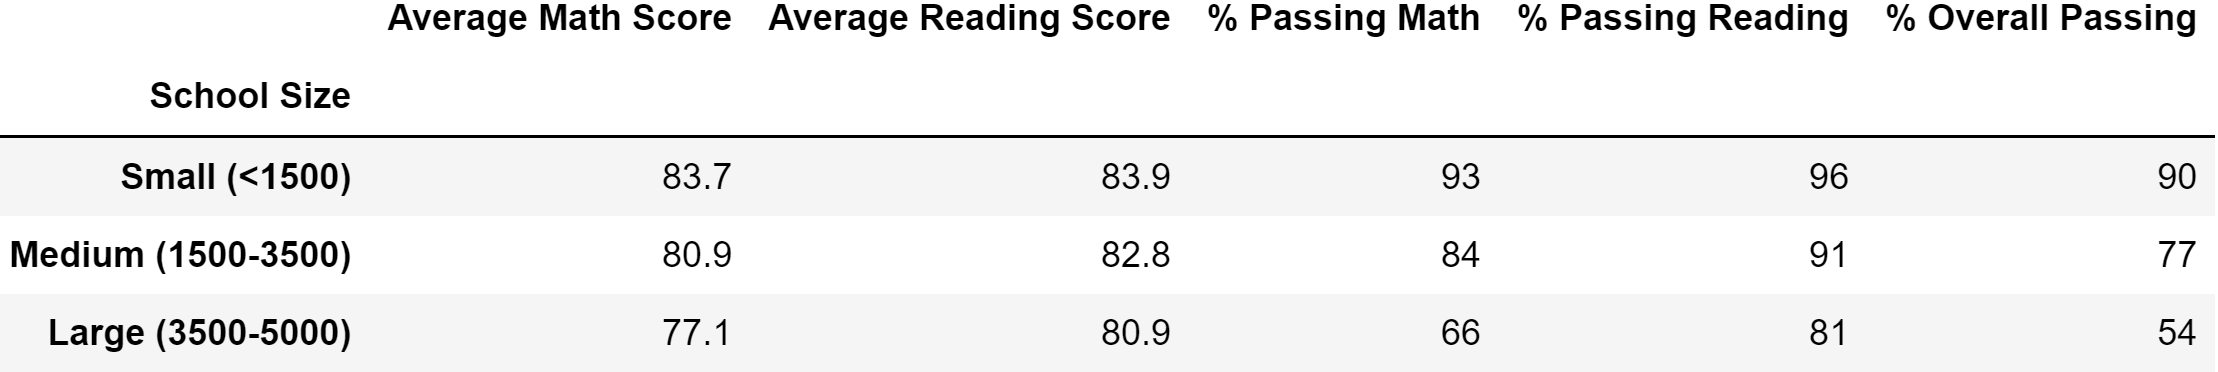 Average Math Score Average Reading Score % Passing Math % Passing Reading % Overall Passing
School Size
Small (<1500) 83.7 83.9 93 96 90
Medium (1500-3500) 80.9 82.8 84 91 77
Large (3500-5000) 77.1 80.9 66 81 54